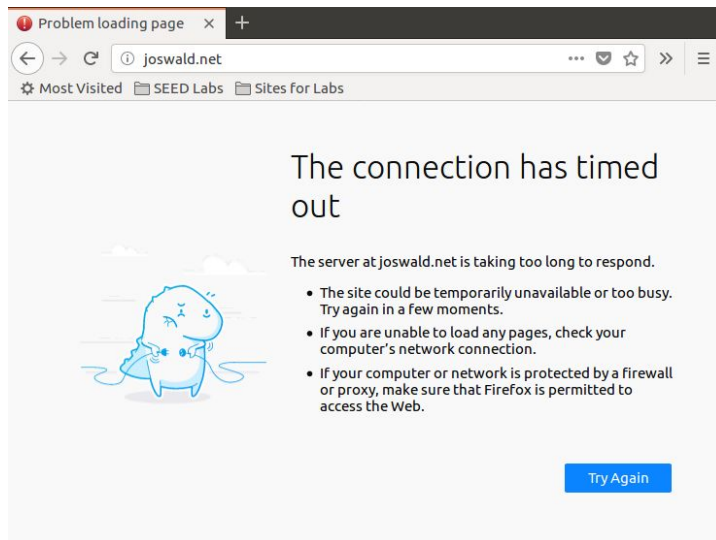 Problem loading page
joswald.net
Most Visited SEED Labs Sites for Labs
The connection has timed
out
The server at joswald.net is taking too long to respond.
The site could be temporarily unavailable or too busy.
Try again in a few moments.
If you are unable to load any pages, check your
computer's network connection.
If your computer or network is protected by a firewall
or proxy, make sure that Firefox is permitted to
access the Web.
Try Again